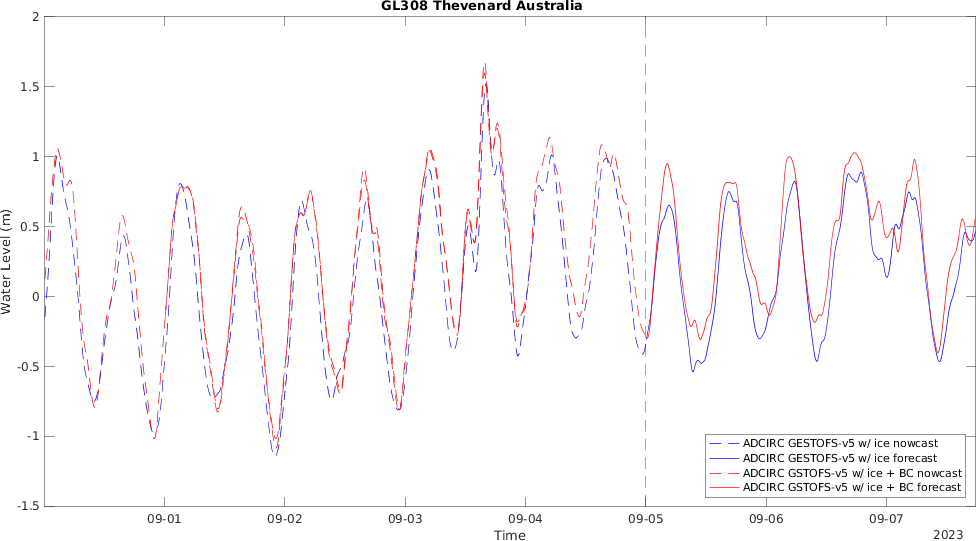 GL308 Thevenard Australia
2
1.5
1
0.5
0
-0.5
-1
-1.5
Water Level (m)
09-01
09-02
09-03
09-04
09-05
09-06
09-07
Time
2023
ADCIRC GESTOFS-v5 w/ ice nowcast
ADCIRC GESTOFS-v5 w/ ice forecast
ADCIRC GSTOFS-v5 w/ ice + BC nowcast
ADCIRC GSTOFS-v5 w/ ice + BC forecast